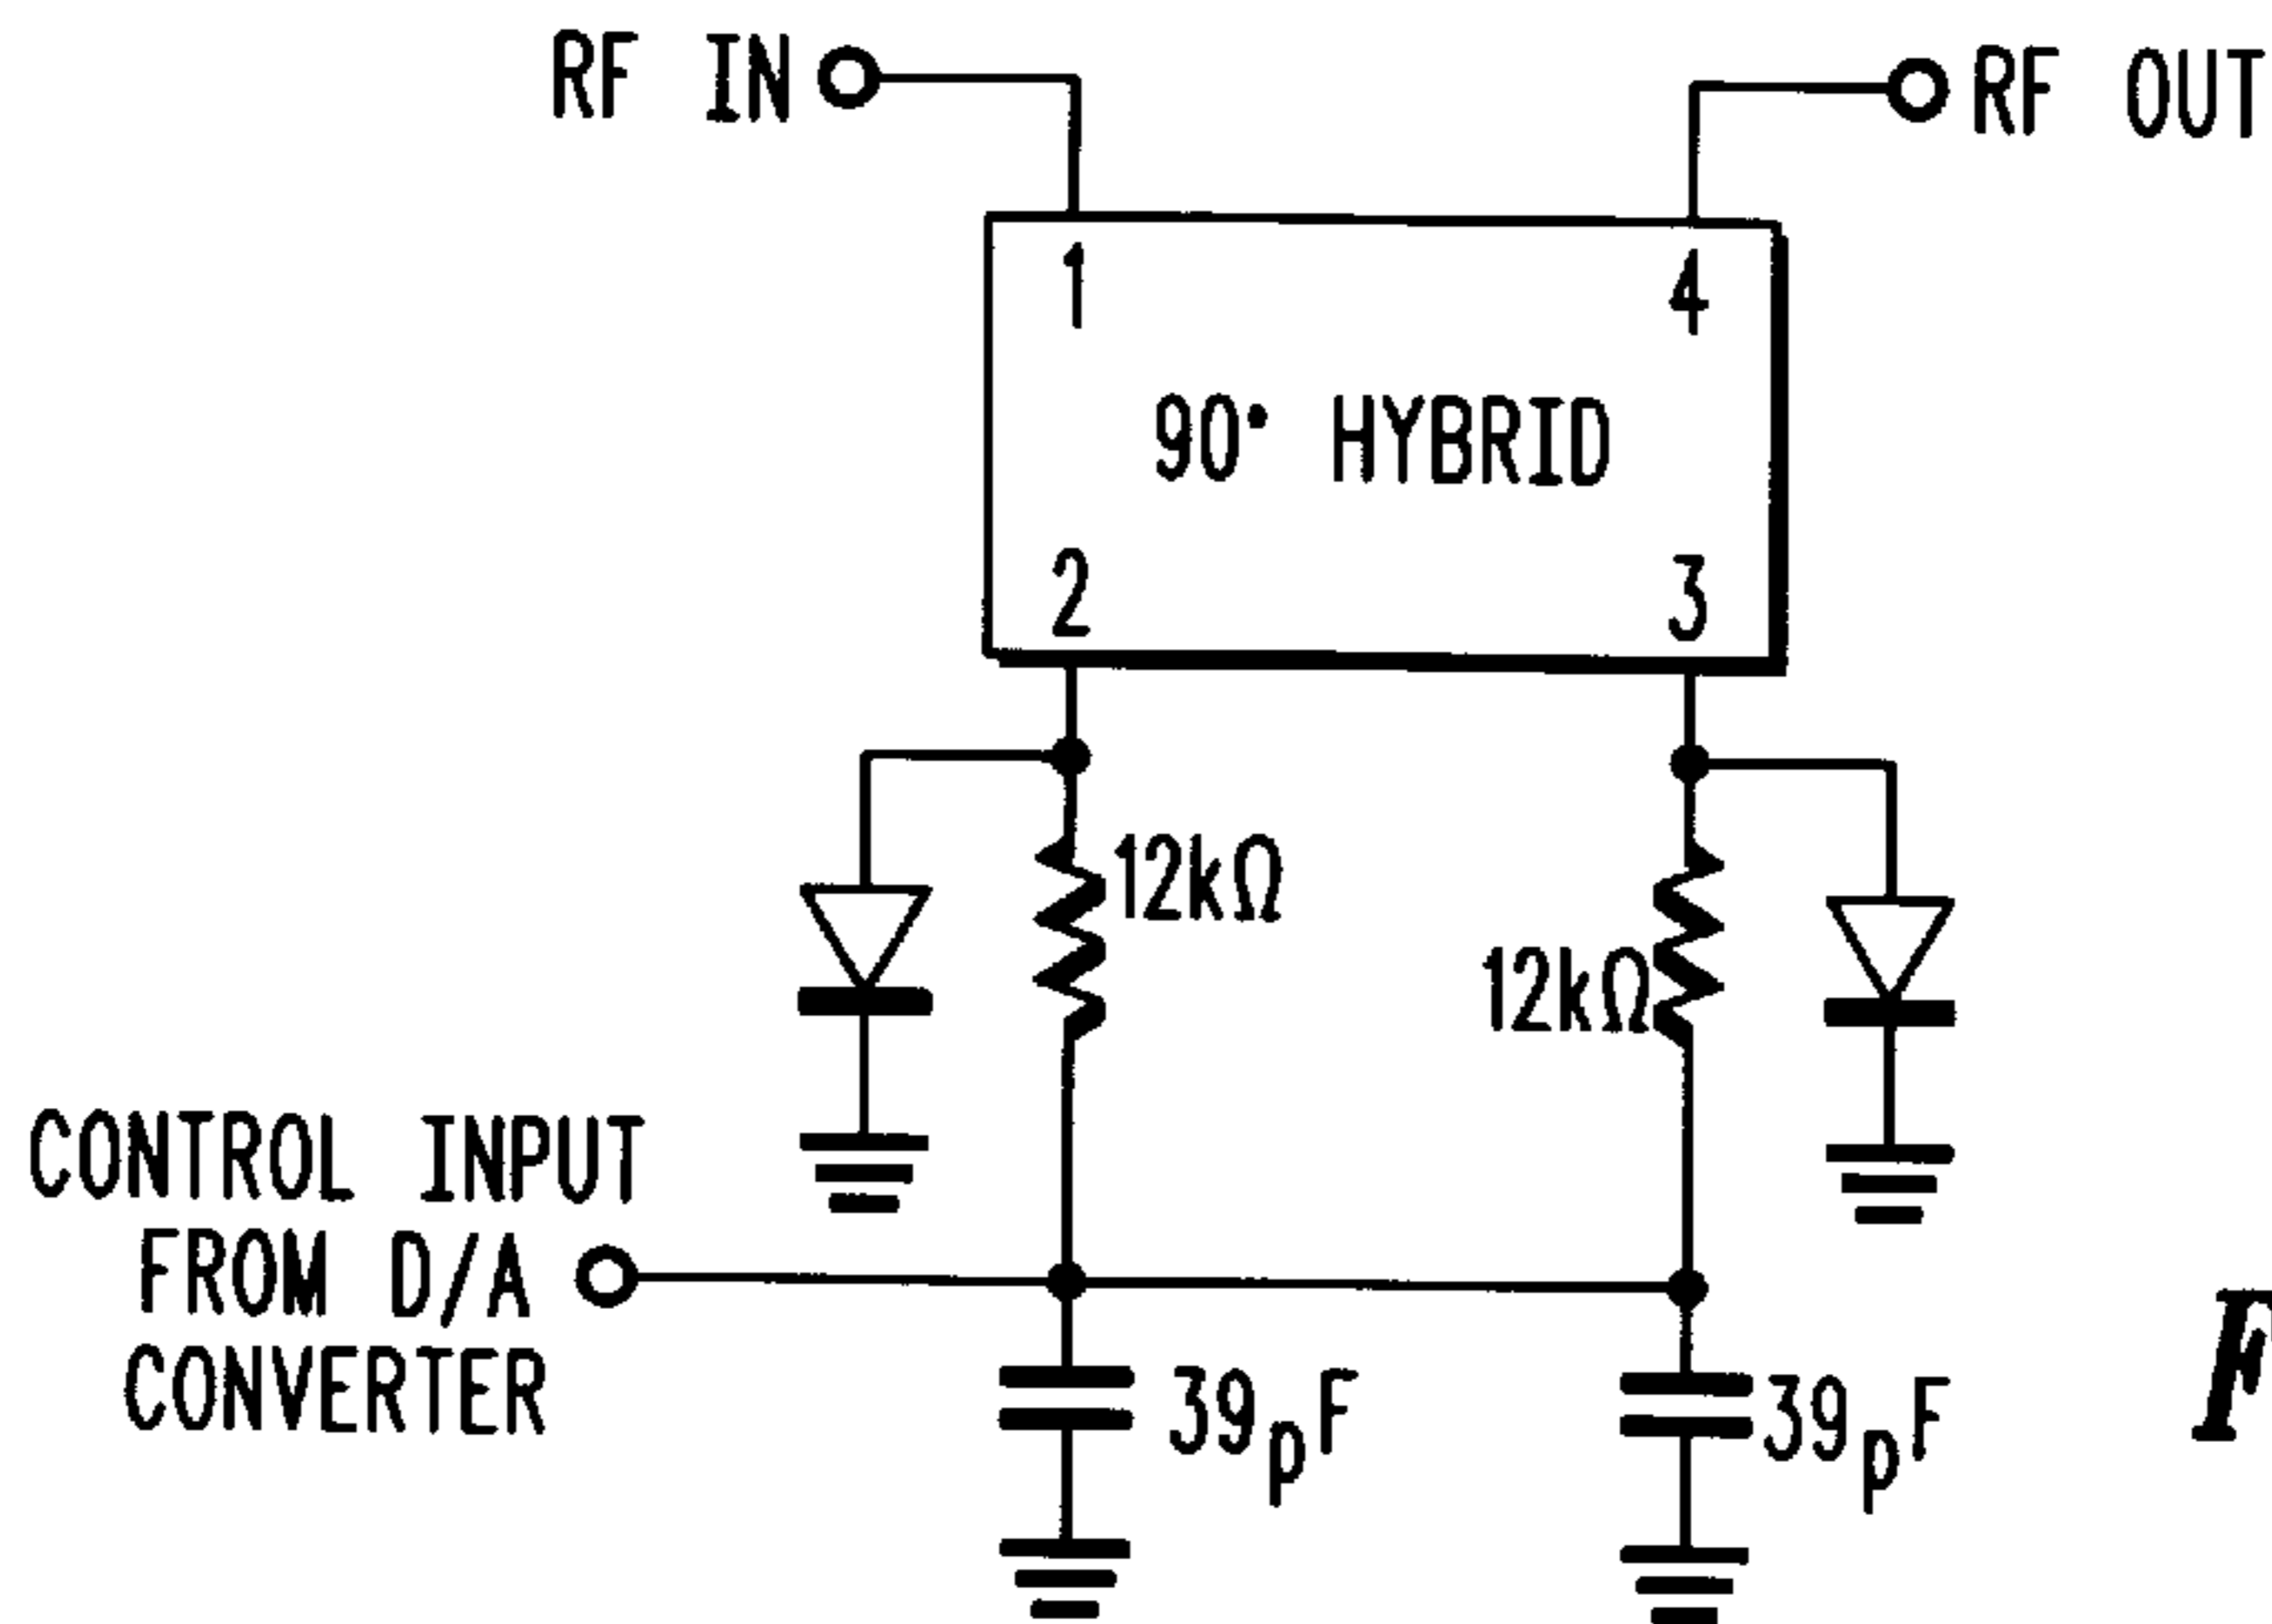 RF IN
RF OUT
1
4
90° HYBRID
2
3
12kΩ
12kΩ
CONTROL INPUT
FROM D/A
CONVERTER
39pF
39pF